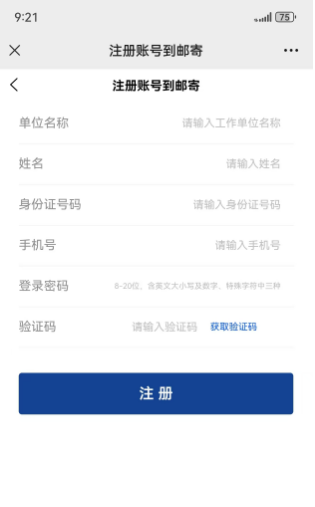 9:21
75
注册账号到邮寄
注册账号到邮寄
单位名称 请输入工作单位名称
姓名 请输入姓名
身份证号码 请输入身份证号码
手机号 请输入手机号
登录密码 8-20位、含英文大小写及数字、特殊字符中三种
验证码 请输入验证码 获取验证码
注册